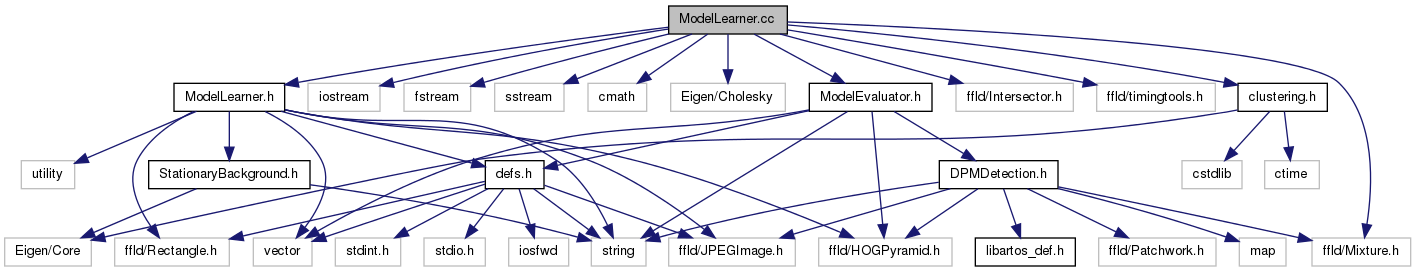 ModelLearner.cc
ModelLearner.h
iostream
fstream
sstream
cmath
Eigen/Cholesky
ModelEvaluator.h
ffld/Intersector.h
ffld/timingtools.h
clustering.h
utility
StationaryBackground.h
defs.h
DPMDetection.h
cstdlib
ctime
Eigen/Core
ffld/Rectangle.h
vector
stdint.h
stdio.h
iosfwd
string
ffld/JPEGImage.h
ffld/HOGPyramid.h
libartos_def.h
ffld/Patchwork.h
map
ffld/Mixture.h